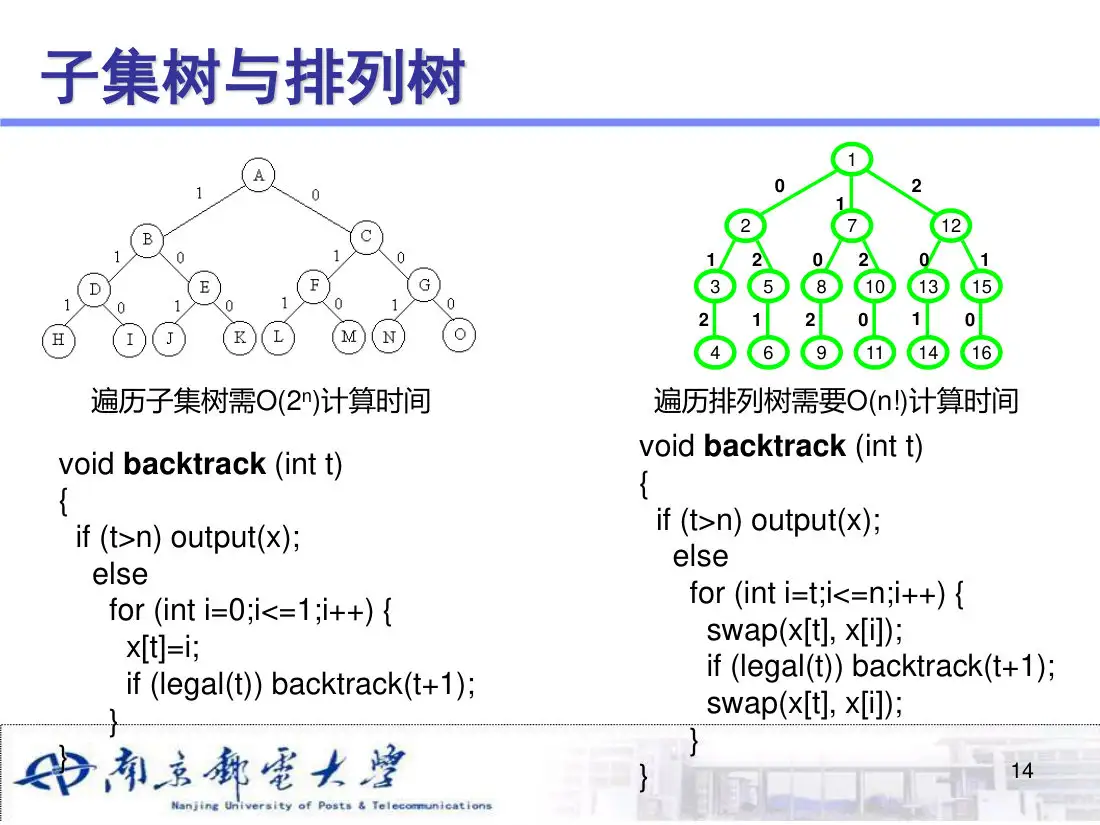 子集树与排列树
A
1 0
B C
1 0 1 0
D E F G
1 0 1 0 1 0 1 0
H I J K L M N O
遍历子集树需O(2ⁿ)计算时间
void backtrack (int t)
{
if (t>n) output(x);
else
for (int i=0;i<=1;i++) {
x[t]=i;
if (legal(t)) backtrack(t+1);
}
}
1
0 1 2
2 7 12
1 2 0 2 0 1
3 5 8 10 13 15
2 1 2 0 1 0
4 6 9 11 14 16
遍历排列树需要O(n!)计算时间
void backtrack (int t)
{
if (t>n) output(x);
else
for (int i=t;i<=n;i++) {
swap(x[t], x[i]);
if (legal(t)) backtrack(t+1);
swap(x[t], x[i]);
}
}
南京郵電大學
Nanjing University of Posts & Telecommunications
14